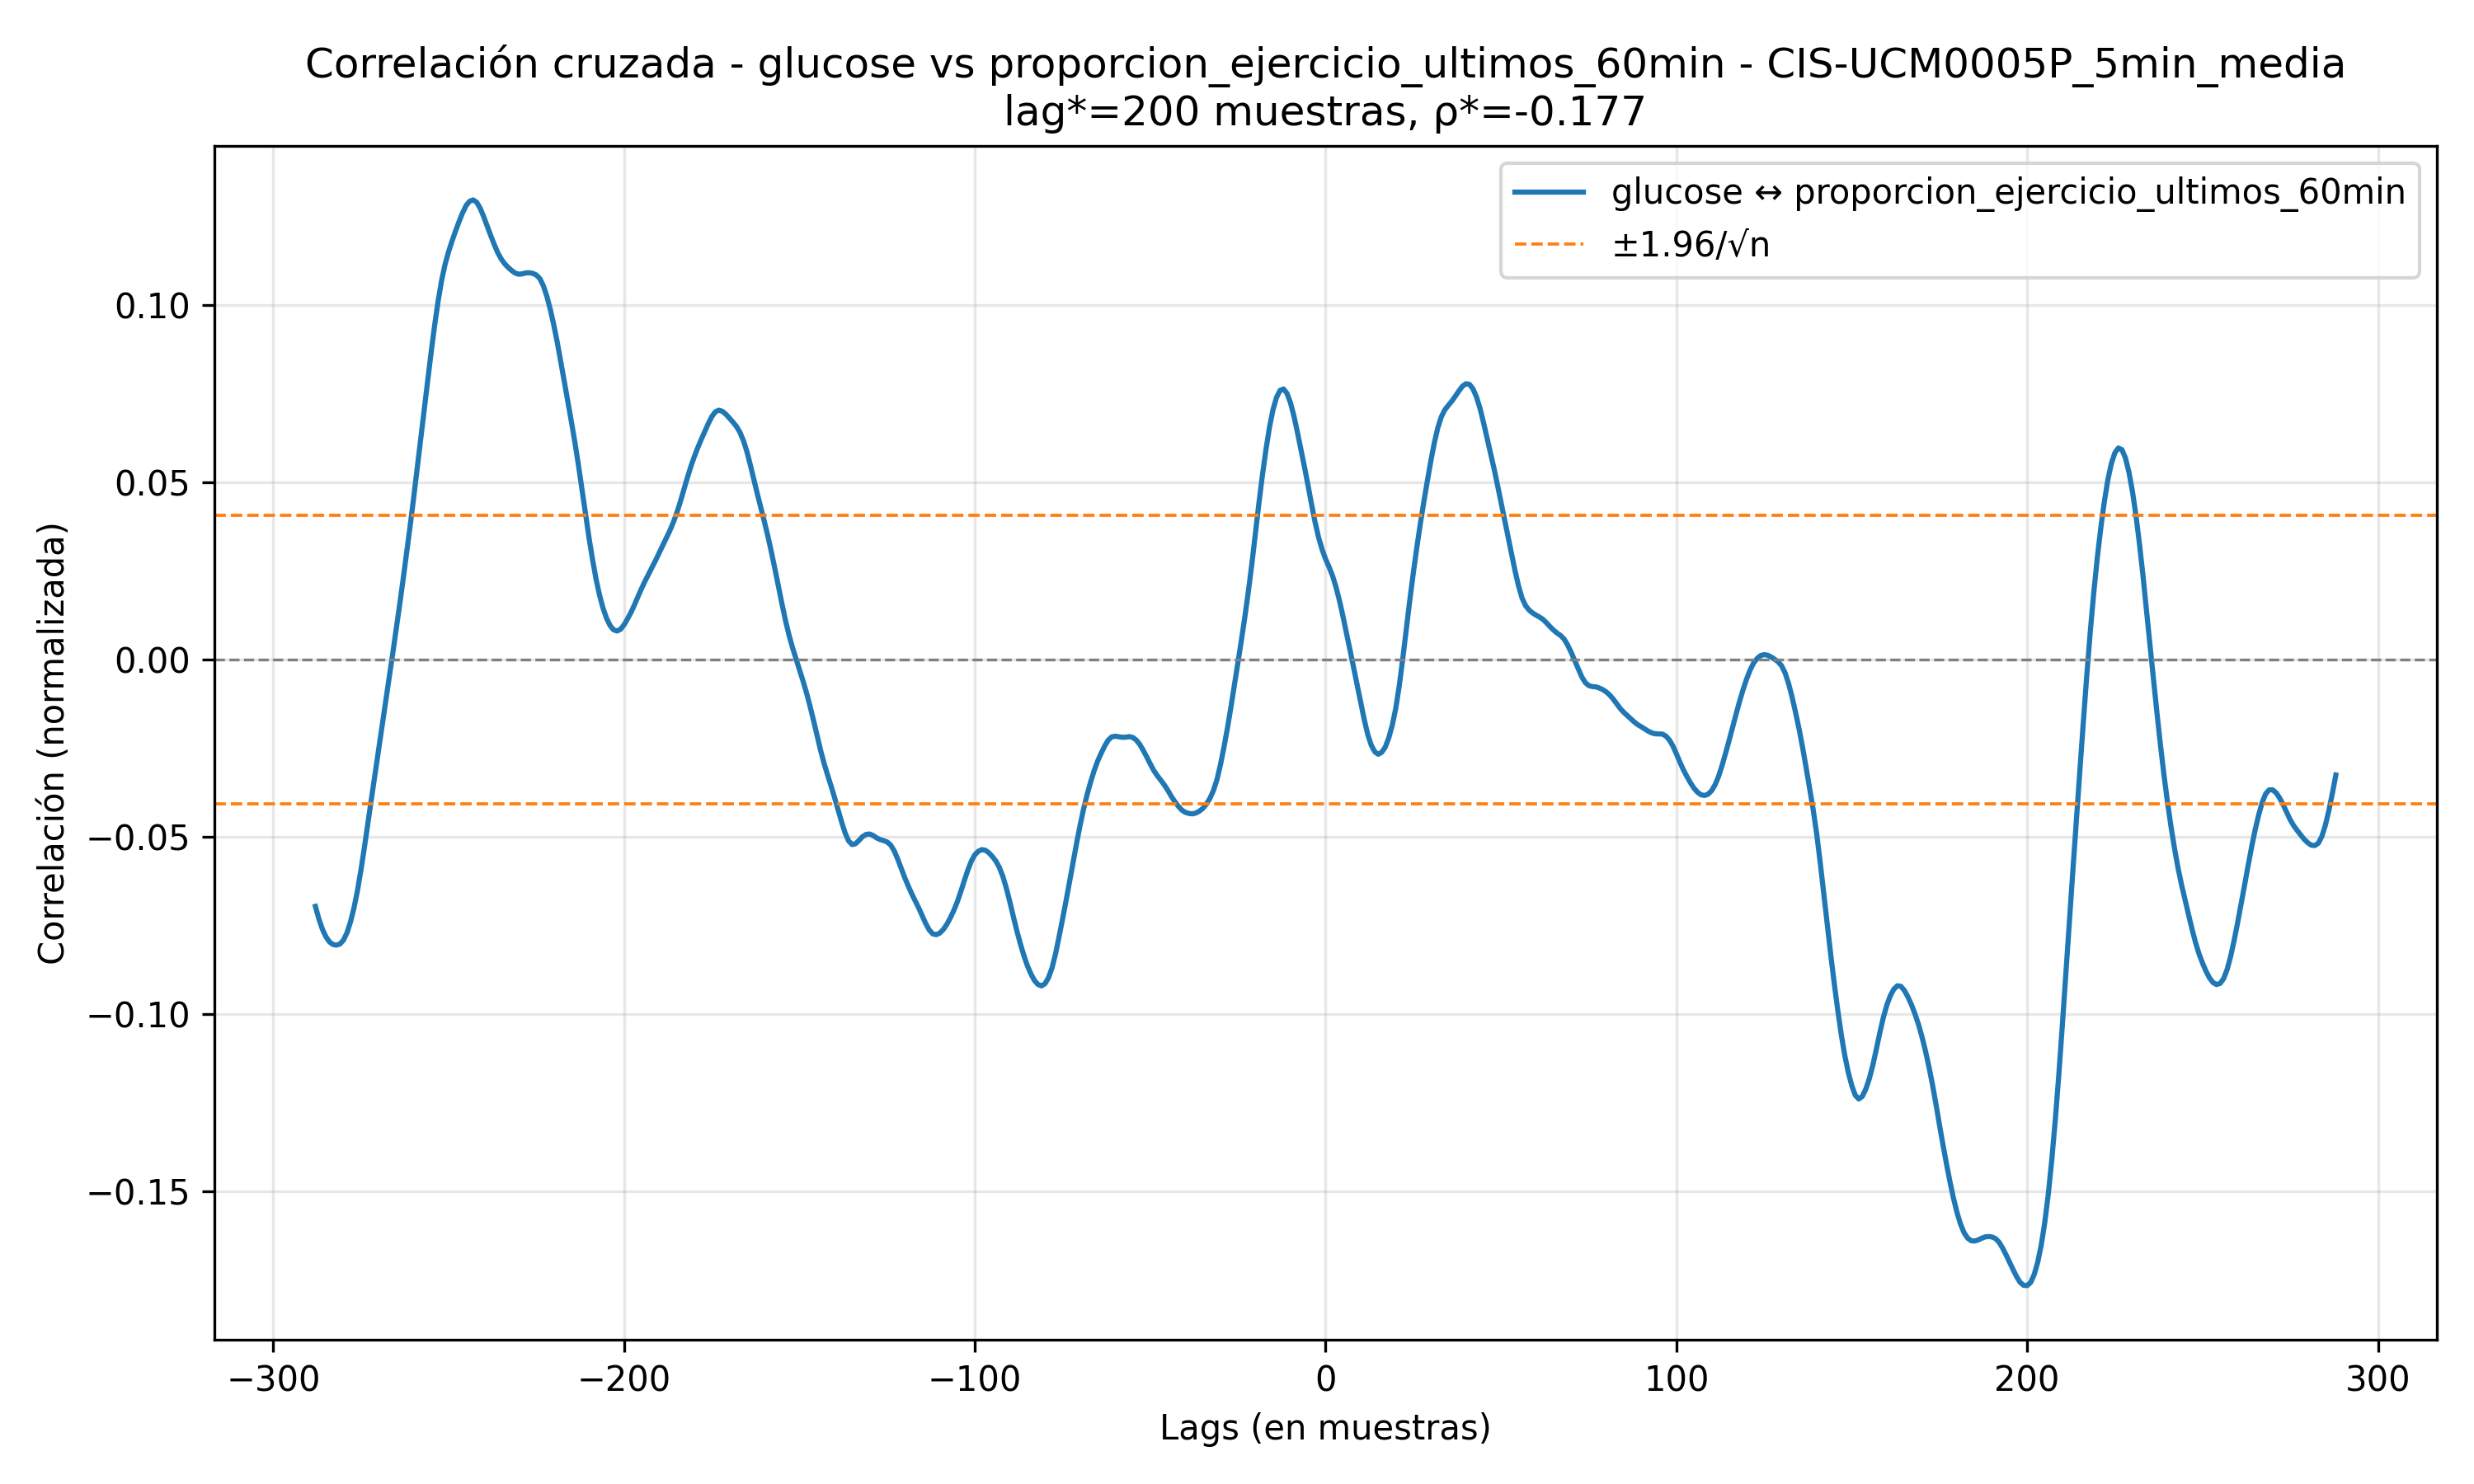 Correlación cruzada - glucose vs proporcion_ejercicio_ultimos_60min - CIS-UCM0005P_5min_media
lag*=200 muestras, ρ*=-0.177
glucose ↔ proporcion_ejercicio_ultimos_60min
±1.96/√n
Correlación (normalizada)
0.10
0.05
0.00
−0.05
−0.10
−0.15
−300 −200 −100 0 100 200 300
Lags (en muestras)